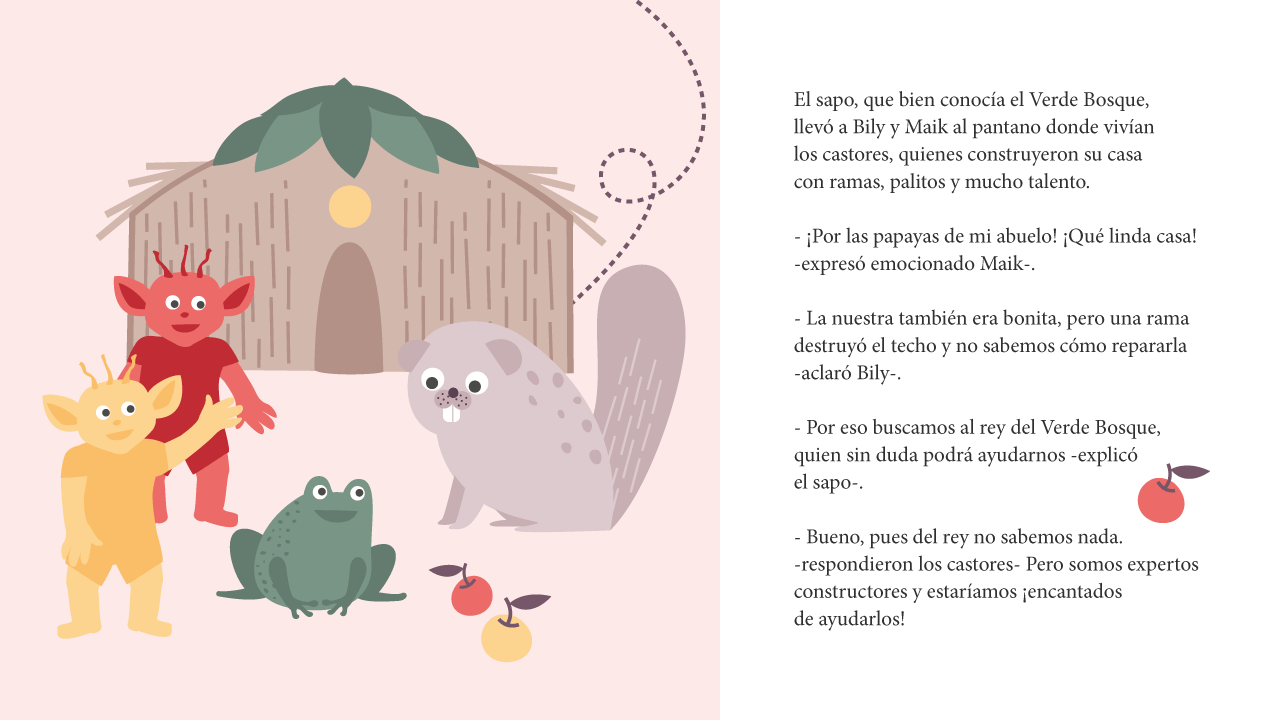 El sapo, que bien conocía el Verde Bosque,
llevó a Bily y Maik al pantano donde vivían
los castores, quienes construyeron su casa
con ramas, palitos y mucho talento.
- ¡Por las papayas de mi abuelo! ¡Qué linda casa!
-expresó emocionado Maik-.
- La nuestra también era bonita, pero una rama
destruyó el techo y no sabemos cómo repararla
-aclaró Bily-.
- Por eso buscamos al rey del Verde Bosque,
quien sin duda podrá ayudarnos -explicó
el sapo-.
- Bueno, pues del rey no sabemos nada.
-respondieron los castores- Pero somos expertos
constructores y estaríamos ¡encantados
de ayudarlos!